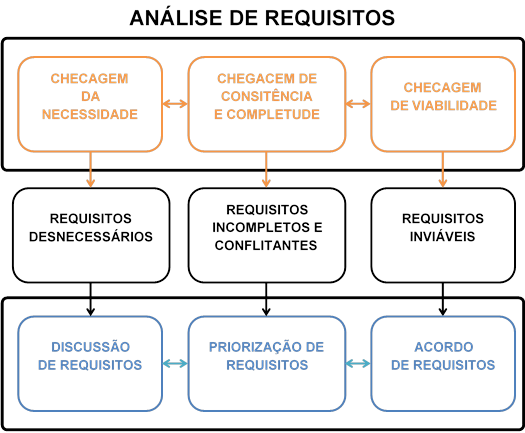 ANÁLISE DE REQUISITOS
CHECAGEM
DA
NECESSIDADE
CHEGACEM DE
CONSITÊNCIA
E COMPLETUDE
CHECAGEM
DE VIABILIDADE
REQUISITOS
DESNECESSÁRIOS
REQUISITOS
INCOMPLETOS E
CONFLITANTES
REQUISITOS
INVIÁVEIS
DISCUSSÃO
DE REQUISITOS
PRIORIZAÇÃO DE
REQUISITOS
ACORDO
DE REQUISITOS